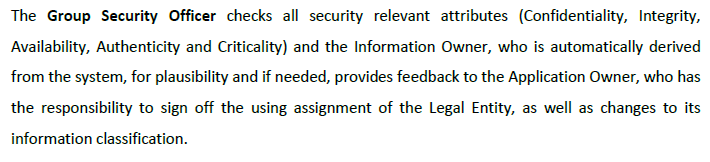 The Group Security Officer checks all security relevant attributes (Confidentiality, Integrity,
Availability, Authenticity and Criticality) and the Information Owner, who is automatically derived
from the system, for plausibility and if needed, provides feedback to the Application Owner, who has
the responsibility to sign off the using assignment of the Legal Entity, as well as changes to its
information classification.